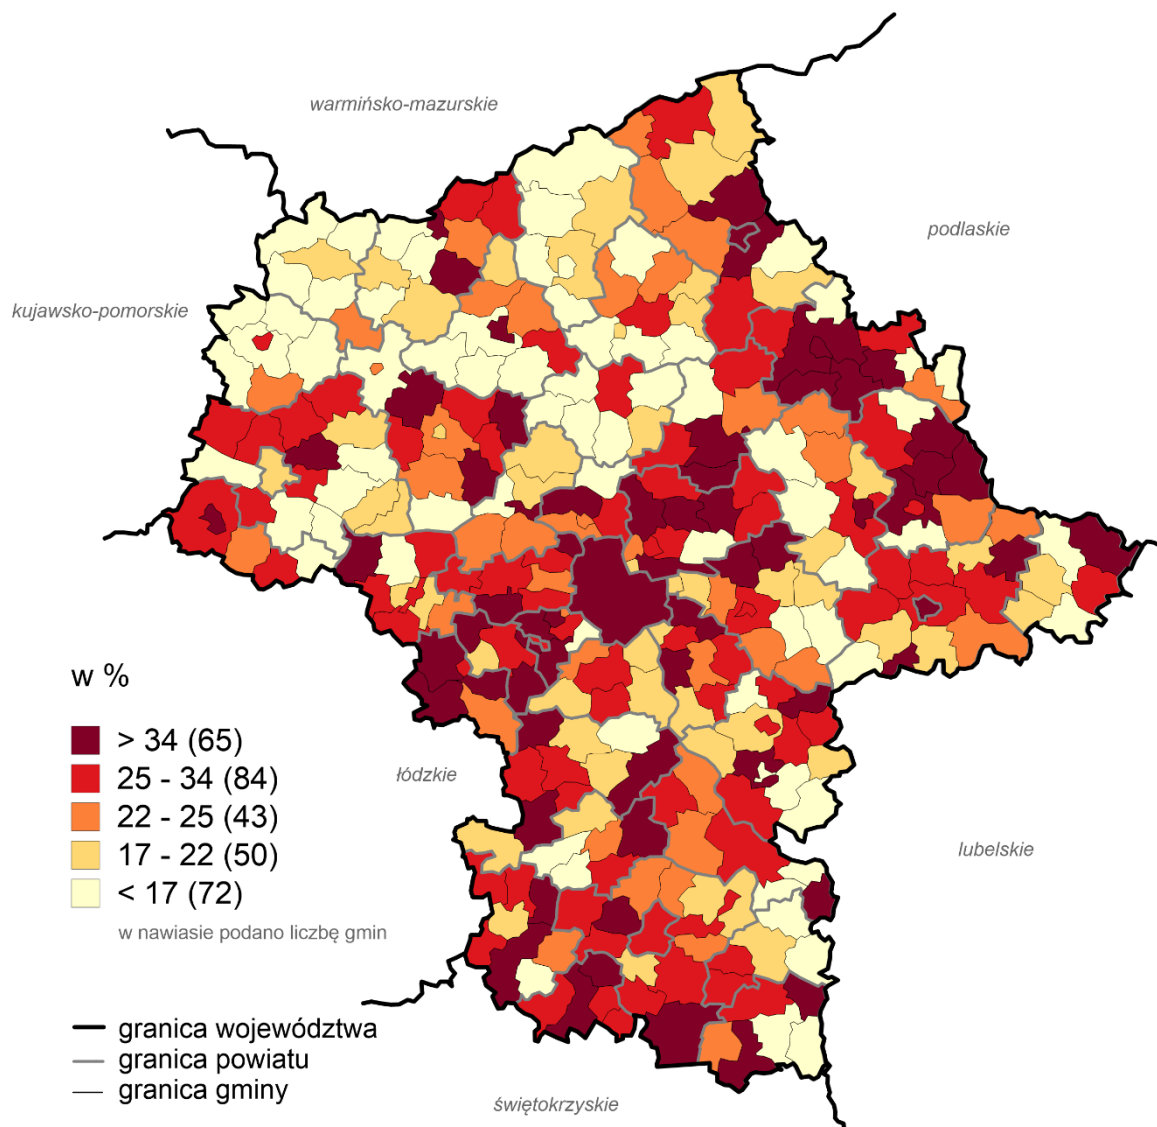 warmińsko-mazurskie
podlaskie
kujawsko-pomorskie
w %
> 34 (65)
25 - 34 (84)
22 - 25 (43)
17 - 22 (50)
< 17 (72)
w nawiasie podano liczbę gmin
łódzkie
lubelskie
granica województwa
granica powiatu
granica gminy
świętokrzyskie